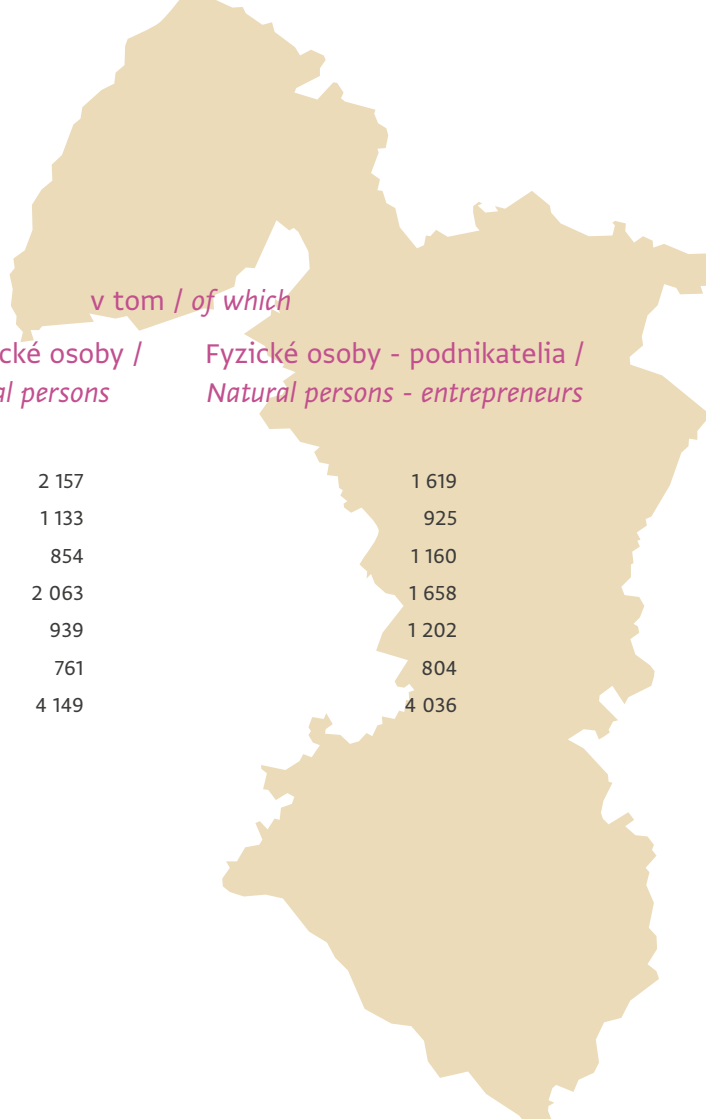 v tom / of which
cké osoby / Fyzické osoby - podnikatelia /
al persons Natural persons - entrepreneurs
2 157 1 619
1 133 925
854 1 160
2 063 1 658
939 1 202
761 804
4 149 4 036